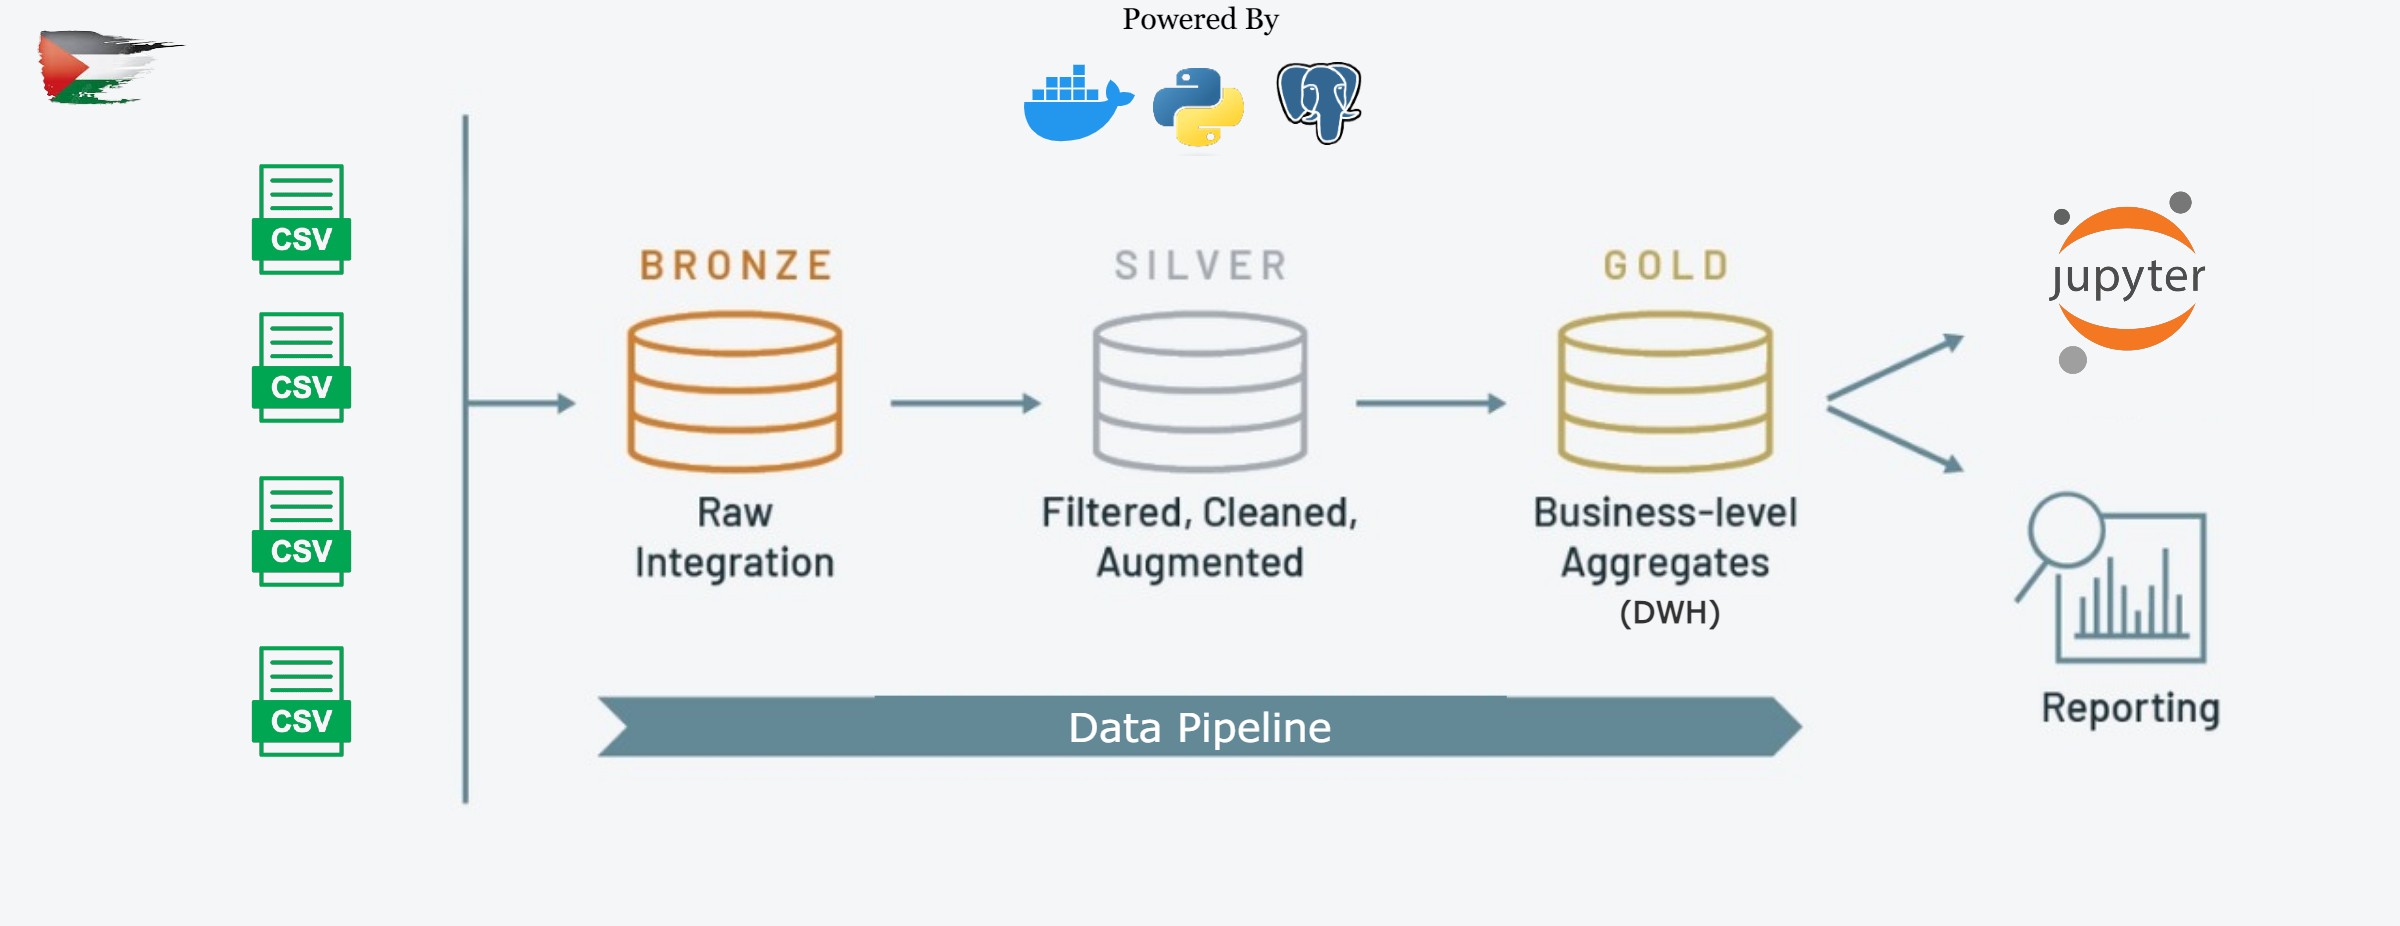 Powered By
CSV
CSV
CSV
CSV
BRONZE
Raw
Integration
SILVER
Filtered, Cleaned,
Augmented
GOLD
Business-level
Aggregates
(DWH)
Data Pipeline
jupyter
Reporting